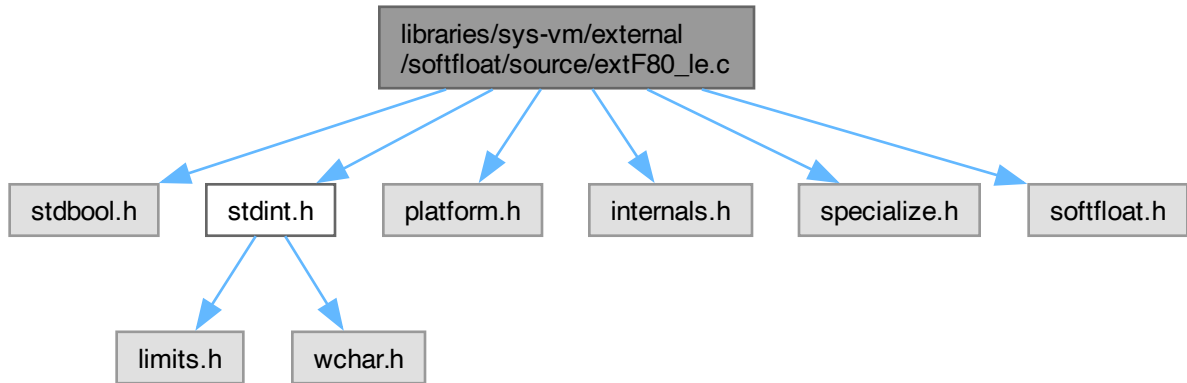 libraries/sys-vm/external
/softfloat/source/extF80_le.c
stdbool.h
stdint.h
platform.h
internals.h
specialize.h
softfloat.h
limits.h
wchar.h